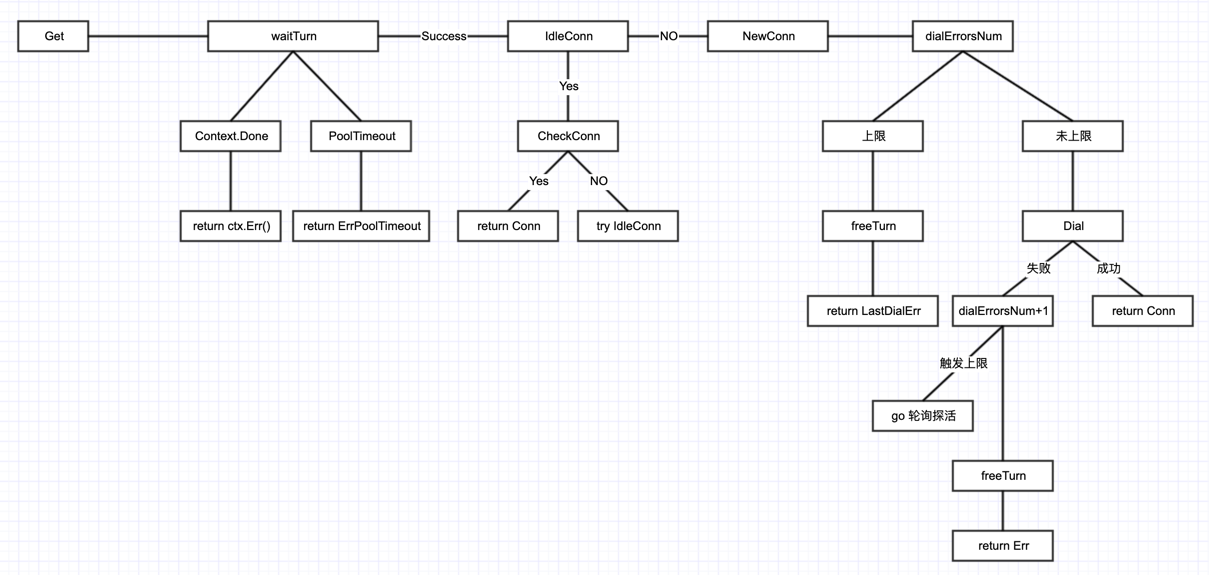 Get
waitTurn
Success
IdleConn
NO
NewConn
dialErrorsNum
Yes
Context.Done
PoolTimeout
CheckConn
上限
未上限
Yes
NO
return ctx.Err()
return ErrPoolTimeout
return Conn
try IdleConn
freeTurn
Dial
失败
成功
return LastDialErr
dialErrorsNum+1
return Conn
触发上限
go 轮询探活
freeTurn
return Err